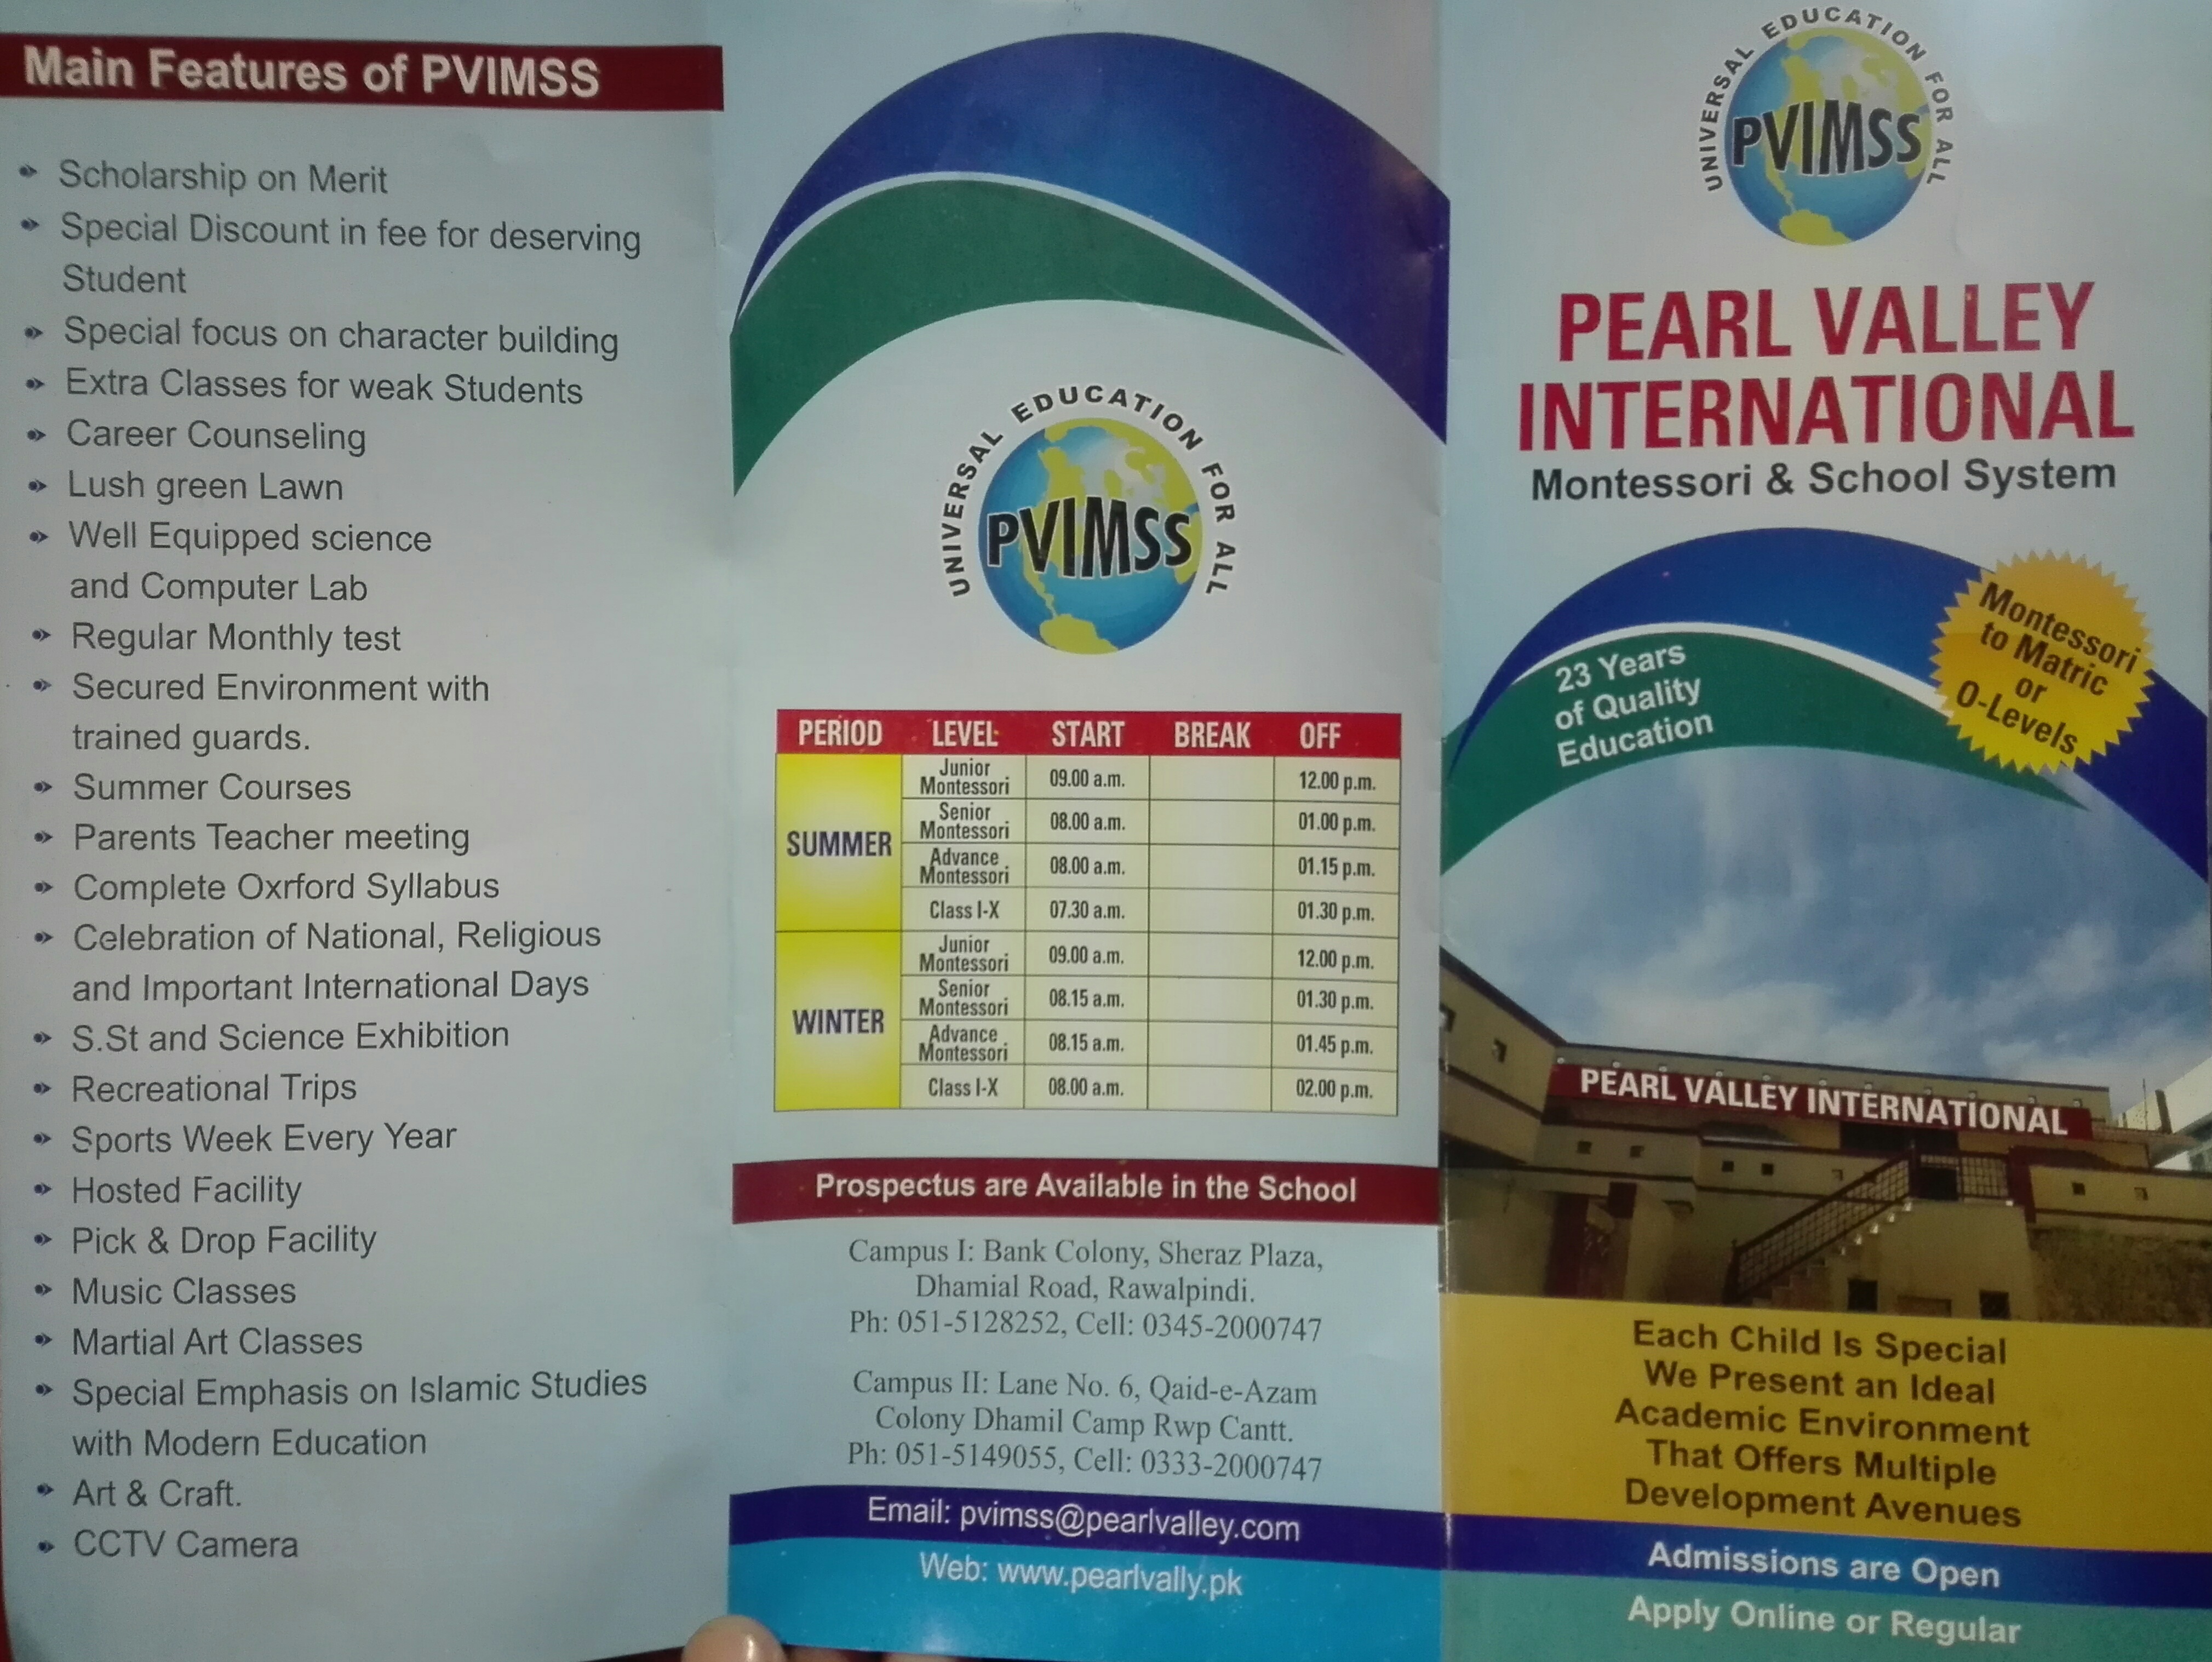 Main Features of PVIMSS
Scholarship on Merit
Special Discount in fee for deserving
Student
Special focus on character building
Extra Classes for weak Students
Career Counseling
Lush green Lawn
Well Equipped science
and Computer Lab
Regular Monthly test
Secured Environment with
trained guards.
Summer Courses
Parents Teacher meeting
Complete Oxrford Syllabus
Celebration of National, Religious
and Important International Days
S.St and Science Exhibition
Recreational Trips
Sports Week Every Year
Hosted Facility
Pick & Drop Facility
Music Classes
Martial Art Classes
Special Emphasis on Islamic Studies
with Modern Education
Art & Craft.
CCTV Camera
UNIVERSAL EDUCATION FOR ALL
PVIMSS
PERIOD LEVEL START BREAK OFF
SUMMER
Junior Montessori 09.00 a.m. 12.00 p.m.
Senior Montessori 08.00 a.m. 01.00 p.m.
Advance Montessori 08.00 a.m. 01.15 p.m.
Class I-X 07.30 a.m. 01.30 p.m.
WINTER
Junior Montessori 09.00 a.m. 12.00 p.m.
Senior Montessori 08.15 a.m. 01.30 p.m.
Advance Montessori 08.15 a.m. 01.45 p.m.
Class I-X 08.00 a.m. 02.00 p.m.
Prospectus are Available in the School
Campus I: Bank Colony, Sheraz Plaza,
Dhamial Road, Rawalpindi.
Ph: 051-5128252, Cell: 0345-2000747
Campus II: Lane No. 6, Qaid-e-Azam
Colony Dhamil Camp Rwp Cantt.
Ph: 051-5149055, Cell: 0333-2000747
Email: pvimss@pearlvalley.com
Web: www.pearlvally.pk
UNIVERSAL EDUCATION FOR ALL
PVIMSS
PEARL VALLEY
INTERNATIONAL
Montessori & School System
23 Years
of Quality
Education
Montessori
to Matric
or
O-Levels
PEARL VALLEY INTERNATIONAL
Each Child Is Special
We Present an Ideal
Academic Environment
That Offers Multiple
Development Avenues
Admissions are Open
Apply Online or Regular